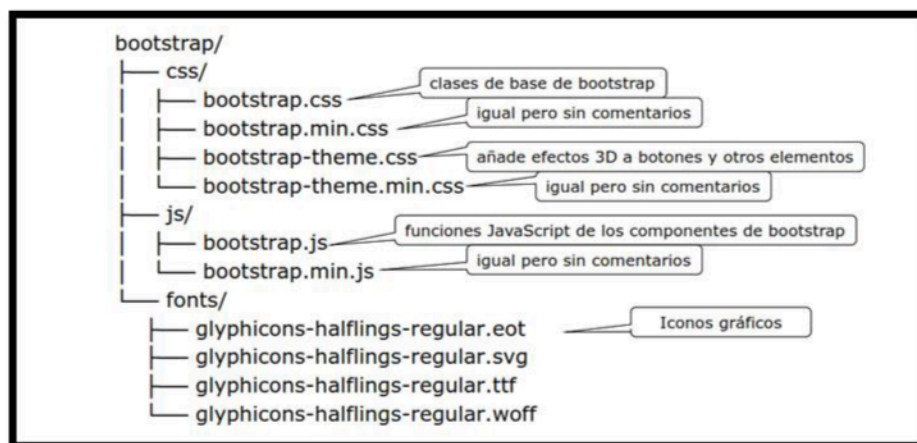 bootstrap/
css/
clases de base de bootstrap
bootstrap.css
igual pero sin comentarios
bootstrap.min.css
bootstrap-theme.css
añade efectos 3D a botones y otros elementos
bootstrap-theme.min.css
igual pero sin comentarios
js/
funciones JavaScript de los componentes de bootstrap
bootstrap.js
igual pero sin comentarios
bootstrap.min.js
fonts/
glyphicons-halflings-regular.eot
Iconos gráficos
glyphicons-halflings-regular.svg
glyphicons-halflings-regular.ttf
glyphicons-halflings-regular.woff